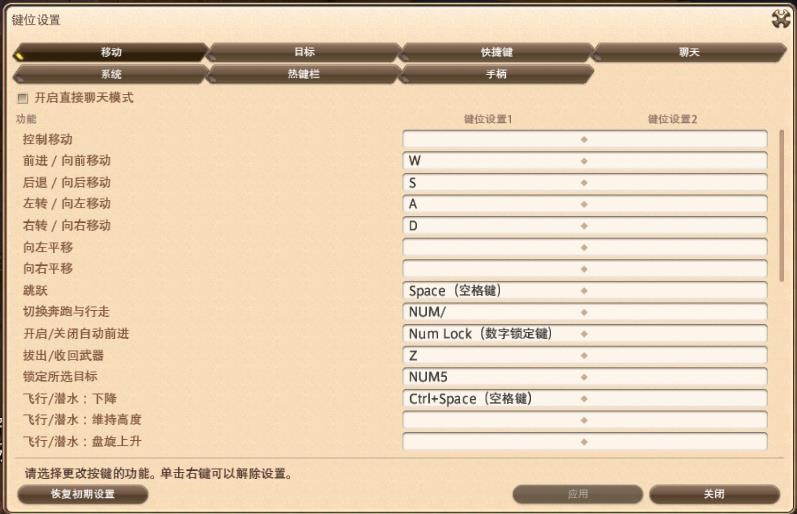 键位设置
移动 目标 快捷键 聊天
系统 热键栏 手柄
开启直接聊天模式
功能 键位设置1 键位设置2
控制移动
前进 / 向前移动 W
后退 / 向后移动 S
左转 / 向左移动 A
右转 / 向右移动 D
向左平移
向右平移
跳跃 Space（空格键）
切换奔跑与行走 NUM/
开启/关闭自动前进 Num Lock（数字锁定键）
拔出/收回武器 Z
锁定所选目标 NUM5
飞行/潜水：下降 Ctrl+Space（空格键）
飞行/潜水：维持高度
飞行/潜水：盘旋上升
请选择更改按键的功能。单击右键可以解除设置。
恢复初期设置 应用 关闭